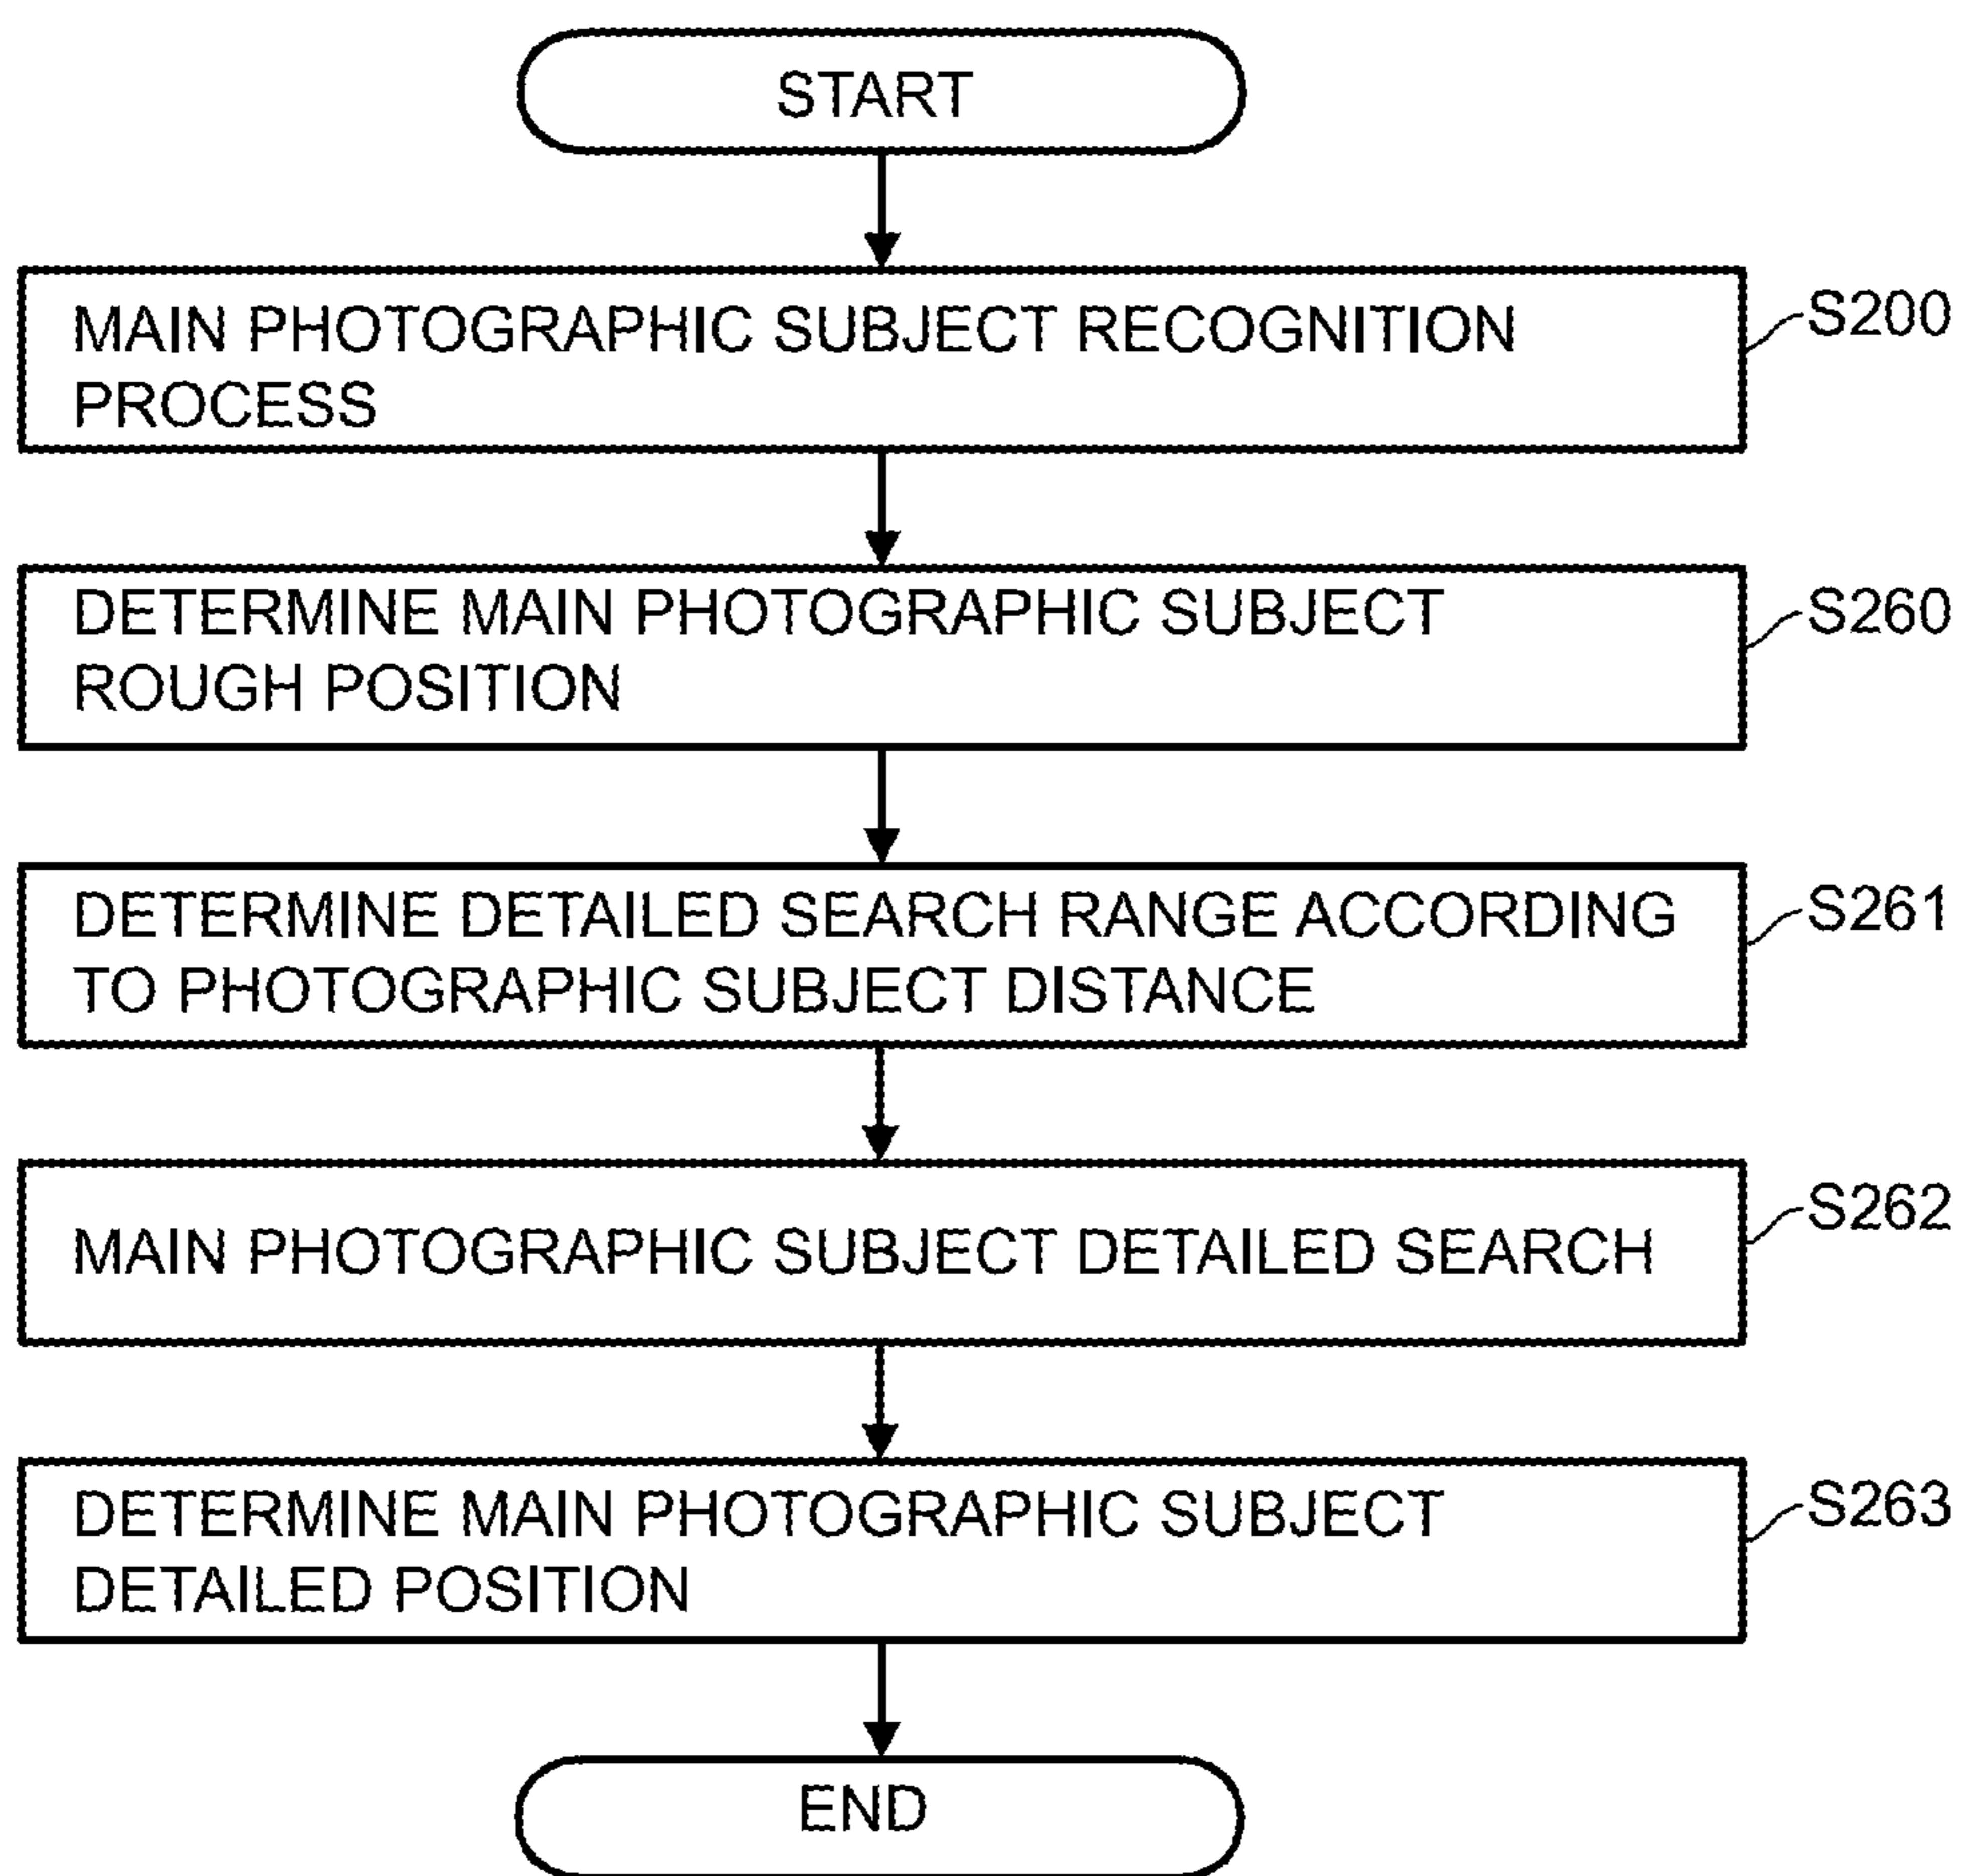 START
MAIN PHOTOGRAPHIC SUBJECT RECOGNITION
PROCESS
S200
DETERMINE MAIN PHOTOGRAPHIC SUBJECT
ROUGH POSITION
S260
DETERMINE DETAILED SEARCH RANGE ACCORDING
TO PHOTOGRAPHIC SUBJECT DISTANCE
S261
MAIN PHOTOGRAPHIC SUBJECT DETAILED SEARCH
S262
DETERMINE MAIN PHOTOGRAPHIC SUBJECT
DETAILED POSITION
S263
END